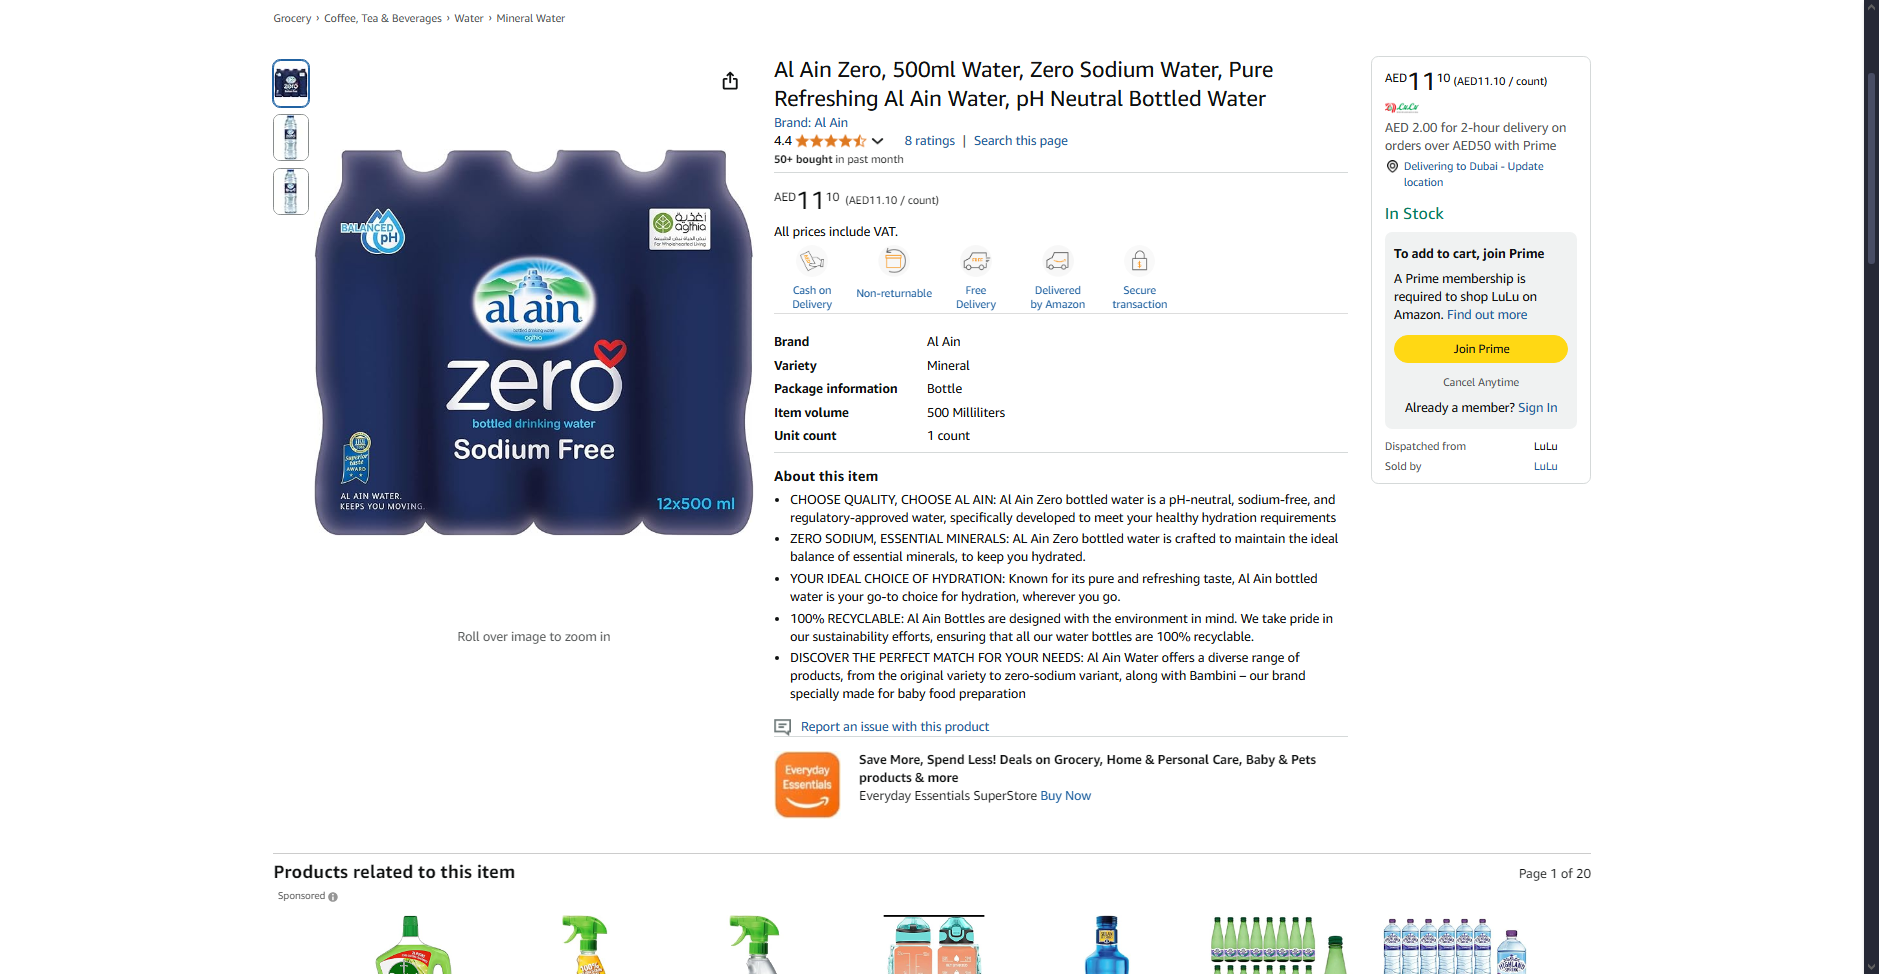 Grocery › Coffee, Tea & Beverages › Water › Mineral Water
BALANCED
pH
أغذية
aǵthia
For Wholehearted Living
al ain
bottled drinking water
agthia
zero
bottled drinking water
Sodium Free
Superior
taste
AWARD
AL AIN WATER.
KEEPS YOU MOVING.
12x500 ml
Roll over image to zoom in
Al Ain Zero, 500ml Water, Zero Sodium Water, Pure
Refreshing Al Ain Water, pH Neutral Bottled Water
Brand: Al Ain
4.4 8 ratings | Search this page
50+ bought in past month
AED 11 10 (AED11.10 / count)
All prices include VAT.
Cash on
Delivery
Non-returnable
Free
Delivery
Delivered
by Amazon
Secure
transaction
Brand Al Ain
Variety Mineral
Package information Bottle
Item volume 500 Milliliters
Unit count 1 count
About this item
• CHOOSE QUALITY, CHOOSE AL AIN: Al Ain Zero bottled water is a pH-neutral, sodium-free, and
regulatory-approved water, specifically developed to meet your healthy hydration requirements
• ZERO SODIUM, ESSENTIAL MINERALS: AL Ain Zero bottled water is crafted to maintain the ideal
balance of essential minerals, to keep you hydrated.
• YOUR IDEAL CHOICE OF HYDRATION: Known for its pure and refreshing taste, Al Ain bottled
water is your go-to choice for hydration, wherever you go.
• 100% RECYCLABLE: Al Ain Bottles are designed with the environment in mind. We take pride in
our sustainability efforts, ensuring that all our water bottles are 100% recyclable.
• DISCOVER THE PERFECT MATCH FOR YOUR NEEDS: Al Ain Water offers a diverse range of
products, from the original variety to zero-sodium variant, along with Bambini – our brand
specially made for baby food preparation
Report an issue with this product
Everyday
Essentials
Save More, Spend Less! Deals on Grocery, Home & Personal Care, Baby & Pets
products & more
Everyday Essentials SuperStore Buy Now
AED 11 10 (AED11.10 / count)
LuLu
AED 2.00 for 2-hour delivery on
orders over AED50 with Prime
Delivering to Dubai - Update
location
In Stock
To add to cart, join Prime
A Prime membership is
required to shop LuLu on
Amazon. Find out more
Join Prime
Cancel Anytime
Already a member? Sign In
Dispatched from LuLu
Sold by LuLu
Products related to this item
Page 1 of 20
Sponsored
100%
HIGHLAND